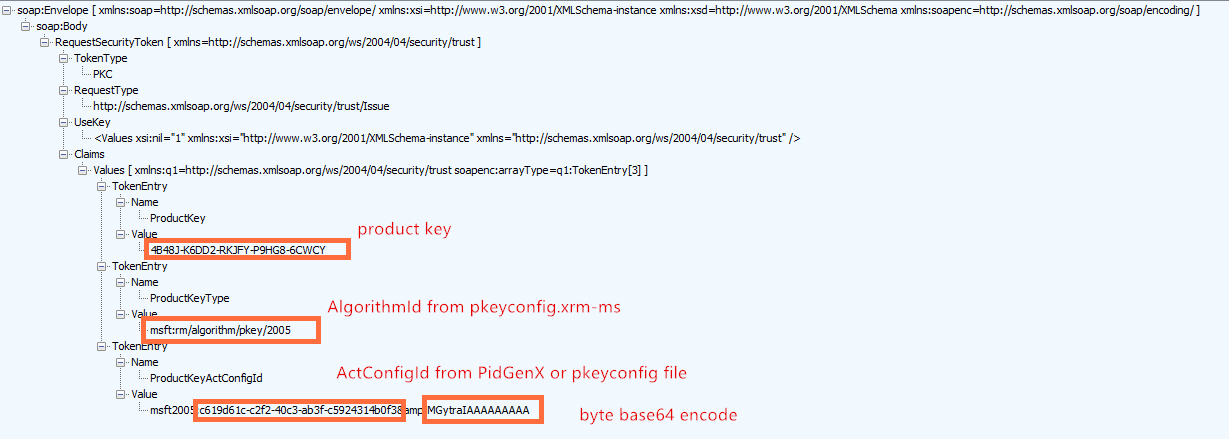 soap:Envelope [ xmlns:soap=http://schemas.xmlsoap.org/soap/envelope/ xmlns:xsi=http://www.w3.org/2001/XMLSchema-instance xmlns:xsd=http://www.w3.org/2001/XMLSchema xmlns:soapenc=http://schemas.xmlsoap.org/soap/encoding/ ]
soap:Body
RequestSecurityToken [ xmlns=http://schemas.xmlsoap.org/ws/2004/04/security/trust ]
TokenType
PKC
RequestType
http://schemas.xmlsoap.org/ws/2004/04/security/trust/Issue
UseKey
<Values xsi:nil="1" xmlns:xsi="http://www.w3.org/2001/XMLSchema-instance" xmlns="http://schemas.xmlsoap.org/ws/2004/04/security/trust" />
Claims
Values [ xmlns:q1=http://schemas.xmlsoap.org/ws/2004/04/security/trust soapenc:arrayType=q1:TokenEntry[3] ]
TokenEntry
Name
ProductKey
Value
product key
4B48J-K6DD2-RKJFY-P9HG8-6CWCY
TokenEntry
Name
ProductKeyType
AlgorithmId from pkeyconfig.xrm-ms
Value
msft:rm/algorithm/pkey/2005
TokenEntry
Name
ProductKeyActConfigId
ActConfigId from PidGenX or pkeyconfig file
Value
msft2005:c619d61c-c2f2-40c3-ab3f-c5924314b0f3&amp;MGytraIAAAAAAAAA
byte base64 encode